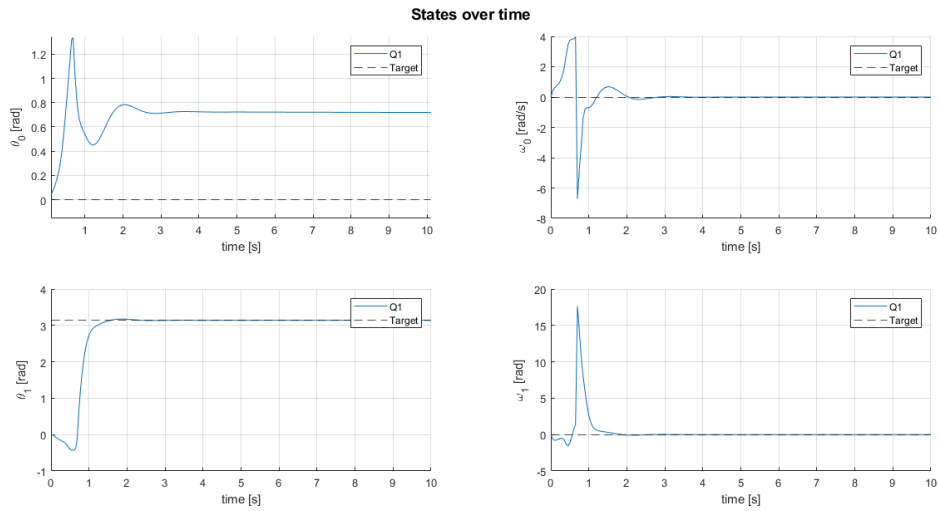 States over time
Q1
Target
θ0 [rad]
1.2
1
0.8
0.6
0.4
0.2
0
1 2 3 4 5 6 7 8 9 10
time [s]
Q1
Target
ω0 [rad/s]
4
2
0
-2
-4
-6
-8
0 1 2 3 4 5 6 7 8 9 10
time [s]
Q1
Target
θ1 [rad]
4
3
2
1
0
-1
0 1 2 3 4 5 6 7 8 9 10
time [s]
Q1
Target
ω1 [rad]
20
15
10
5
0
-5
0 1 2 3 4 5 6 7 8 9 10
time [s]